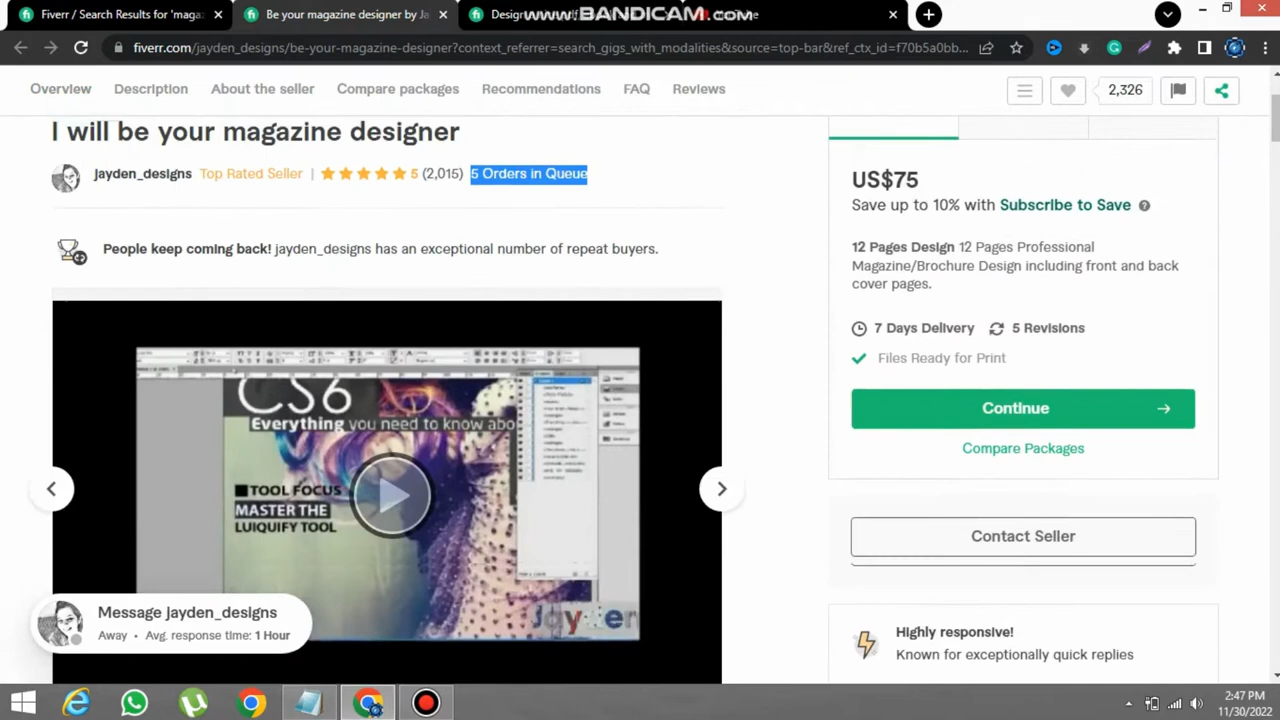 Fiverr / Search Results for 'maga
Be your magazine designer by Ja
www.BANDICAM.com
fiverr.com/jayden_designs/be-your-magazine-designer?context_referrer=search_gigs_with_modalities&source=top-bar&ref_ctx_id=f70b5a0bb...
Overview
Description
About the seller
Compare packages
Recommendations
FAQ
Reviews
2,326
I will be your magazine designer
jayden_designs Top Rated Seller | 5 (2,015) 5 Orders in Queue
People keep coming back! jayden_designs has an exceptional number of repeat buyers.
US$75
Save up to 10% with Subscribe to Save
12 Pages Design 12 Pages Professional
Magazine/Brochure Design including front and back
cover pages.
7 Days Delivery
5 Revisions
Files Ready for Print
Continue
Compare Packages
Contact Seller
Highly responsive!
Known for exceptionally quick replies
CS6
Everything you need to know abo
TOOL FOCUS
MASTER THE
LUIQUIFY TOOL
Jayden
Message Jayden_designs
Away • Avg. response time: 1 Hour
2:47 PM
11/30/2022